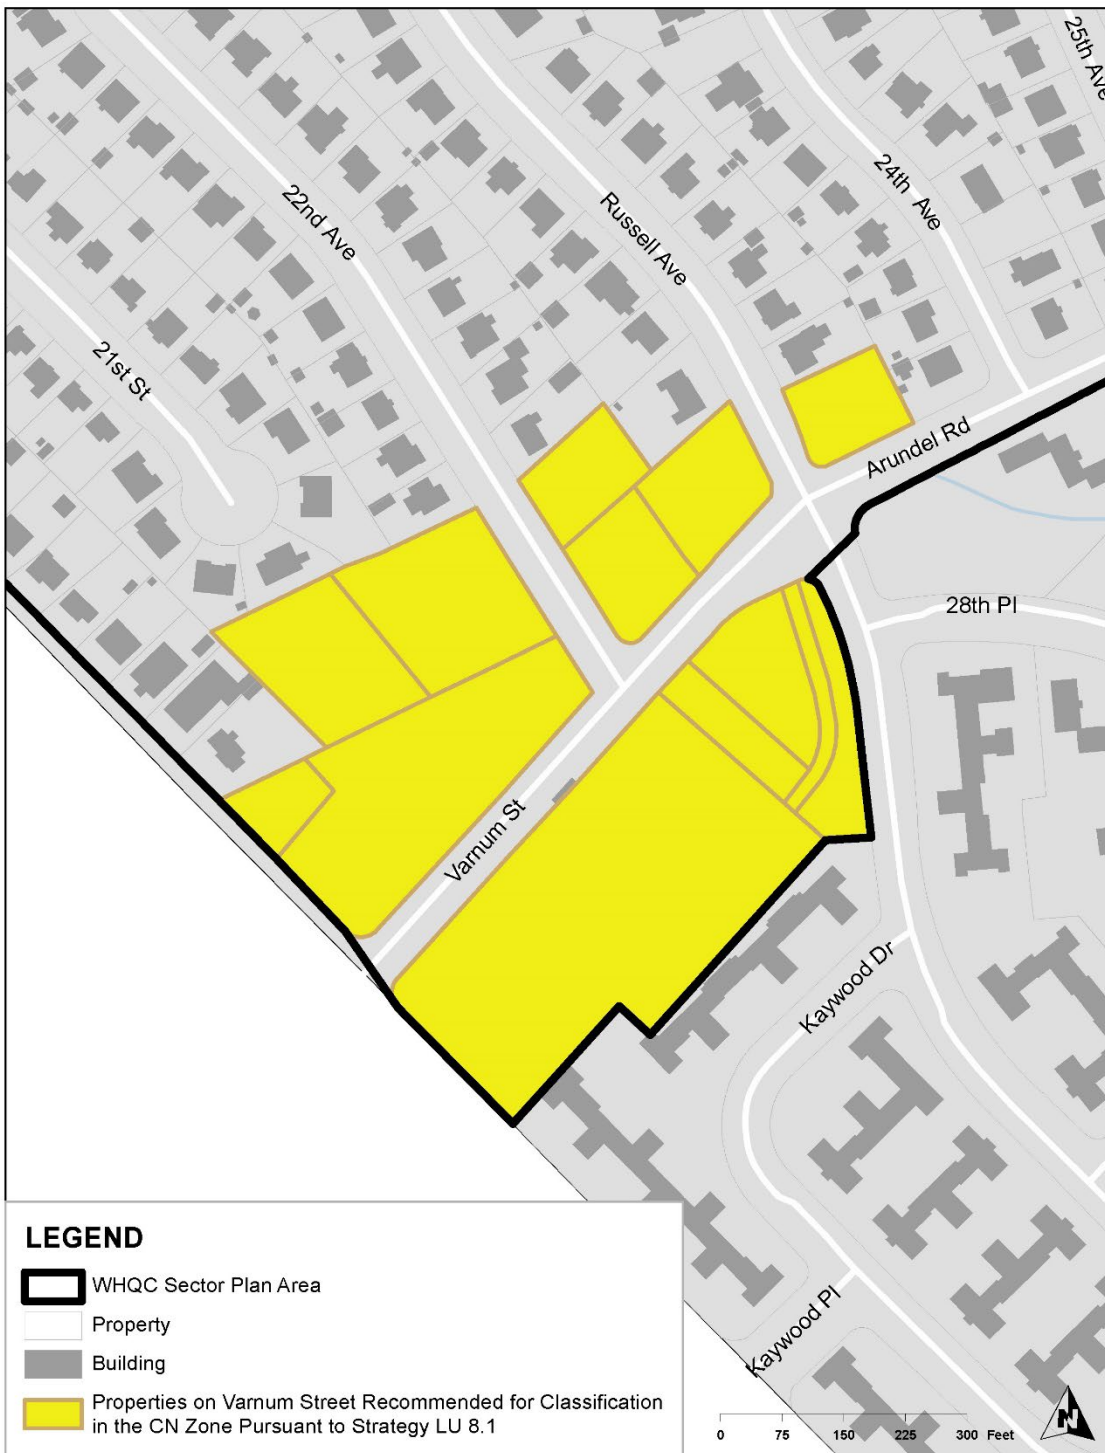 25th Ave
24th Ave
22nd Ave
Russell Ave
21st St
Arundel Rd
28th Pl
Varnum St
Kaywood Dr
Kaywood Pl
LEGEND
WHQC Sector Plan Area
Property
Building
Properties on Varnum Street Recommended for Classification
in the CN Zone Pursuant to Strategy LU 8.1
0 75 150 225 300 Feet
N